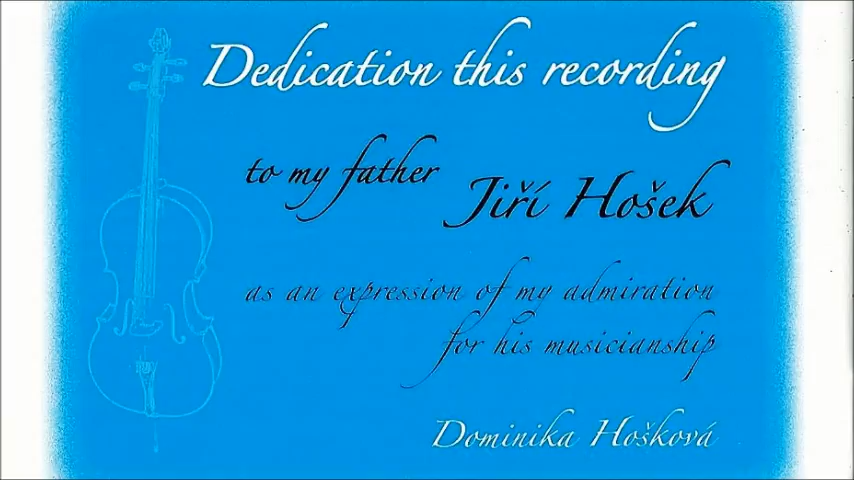 Dedication this recording
to my father
Jiří Hošek
as an expression of my admiration
for his musicianship
Dominika Hošková